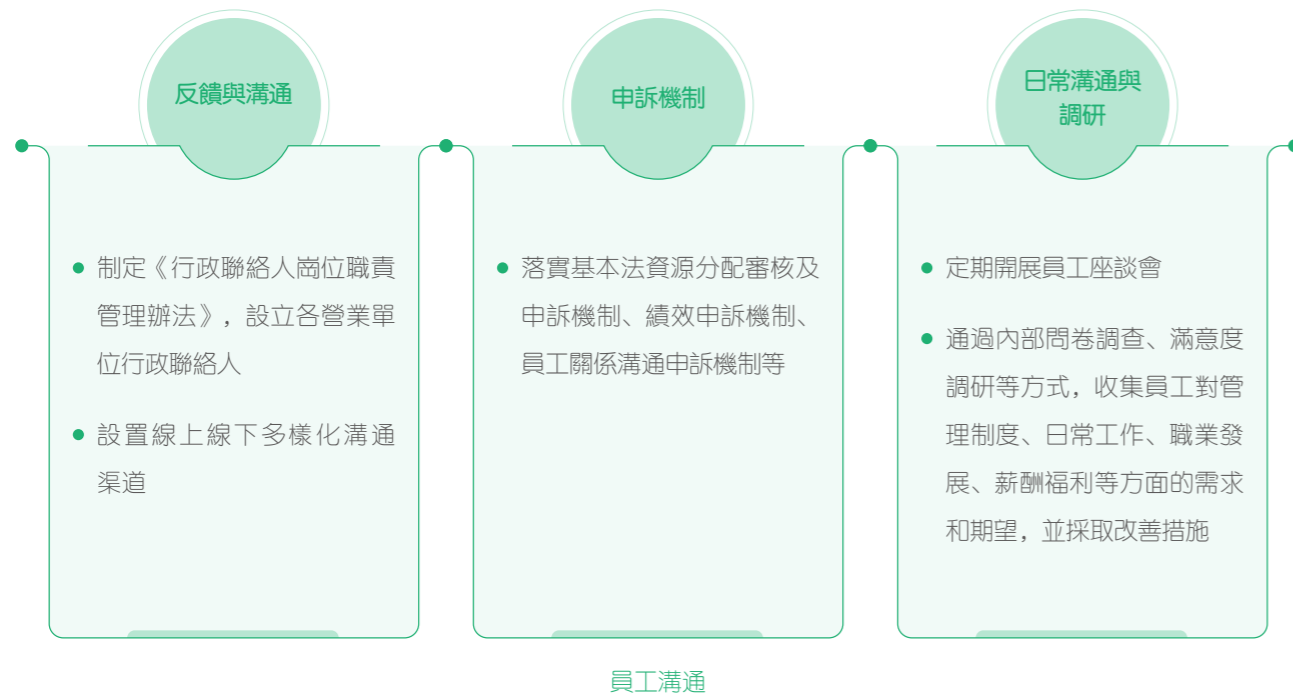 反饋與溝通
制定《行政聯絡人崗位職責
管理辦法》，設立各營業單
位行政聯絡人
設置線上線下多樣化溝通
渠道
申訴機制
落實基本法資源分配審核及
申訴機制、績效申訴機制、
員工關係溝通申訴機制等
日常溝通與
調研
定期開展員工座談會
通過內部問卷調查、滿意度
調研等方式，收集員工對管
理制度、日常工作、職業發
展、薪酬福利等方面的需求
和期望，並採取改善措施
員工溝通